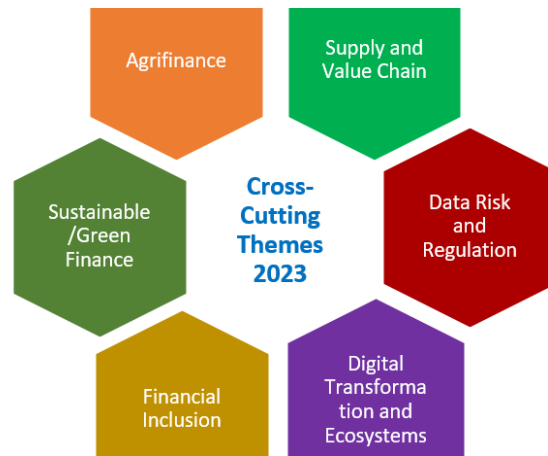 Agrifinance
Supply and
Value Chain
Cross-
Cutting
Themes
2023
Sustainable
/Green
Finance
Data Risk
and
Regulation
Financial
Inclusion
Digital
Transforma
tion and
Ecosystems